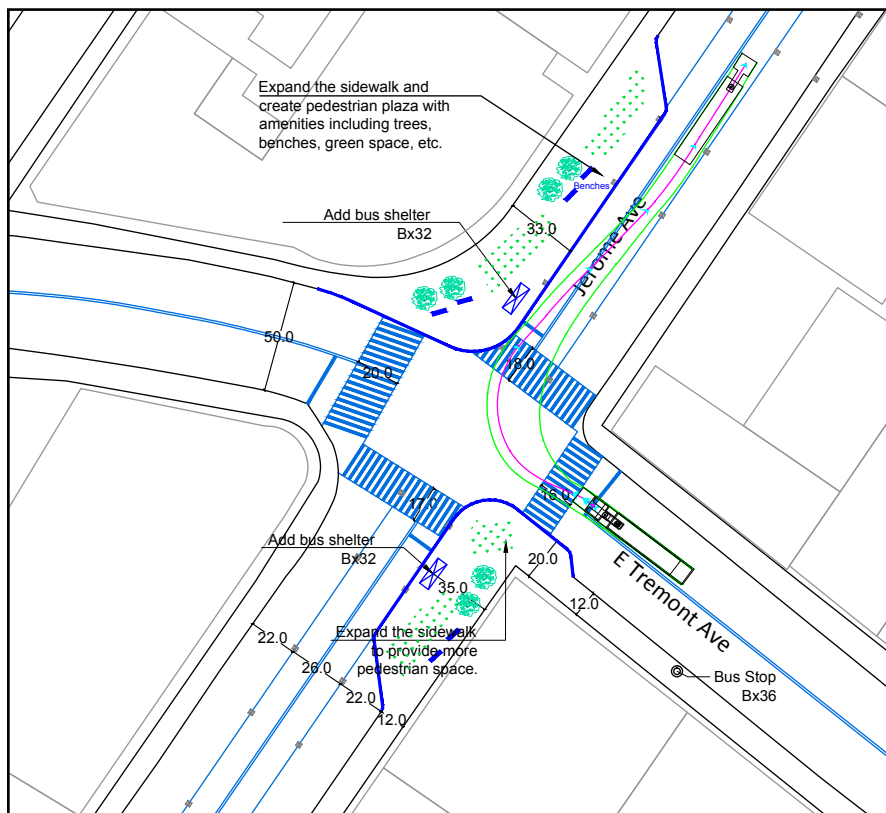 Expand the sidewalk and
create pedestrian plaza with
amenities including trees,
benches, green space, etc.
Benches
Add bus shelter
Bx32
33.0
Jerome Ave
50.0
20.0
18.0
17.0
16.0
Add bus shelter
Bx32
35.0
20.0
12.0
E Tremont Ave
Expand the sidewalk
to provide more
pedestrian space.
22.0
26.0
22.0
12.0
Bus Stop
Bx36